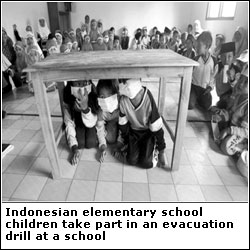 Indonesian elementary school
children take part in an evacuation
drill at a school